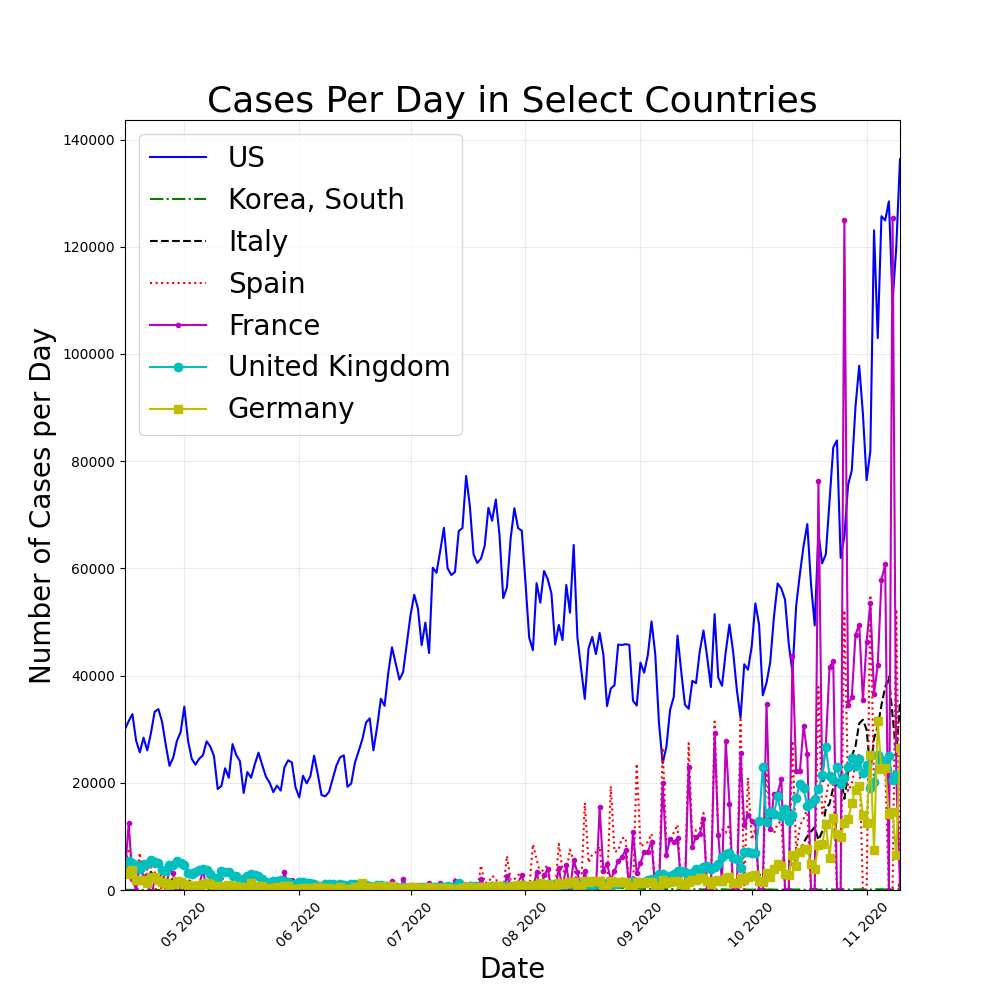 Cases Per Day in Select Countries
Number of Cases per Day
140000
120000
100000
80000
60000
40000
20000
0
US
Korea, South
Italy
Spain
France
United Kingdom
Germany
05 2020
06 2020
07 2020
08 2020
09 2020
10 2020
11 2020
Date